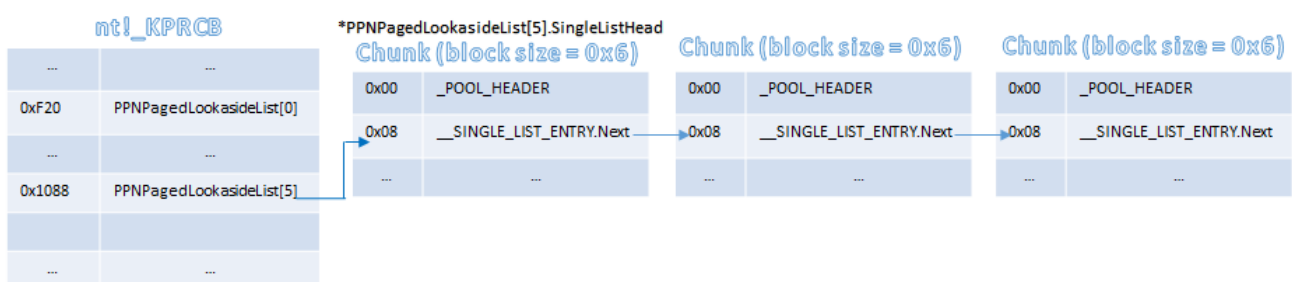 nt!_KPRCB
... ...
0xF20 PPNPagedLookasideList[0]
... ...
0x1088 PPNPagedLookasideList[5]
... ...
*PPNPagedLookasideList[5].SingleListHead
Chunk (block size = 0x6)
0x00 _POOL_HEADER
0x08 __SINGLE_LIST_ENTRY.Next
... ...
Chunk (block size = 0x6)
0x00 _POOL_HEADER
0x08 __SINGLE_LIST_ENTRY.Next
... ...
Chunk (block size = 0x6)
0x00 _POOL_HEADER
0x08 __SINGLE_LIST_ENTRY.Next
... ...